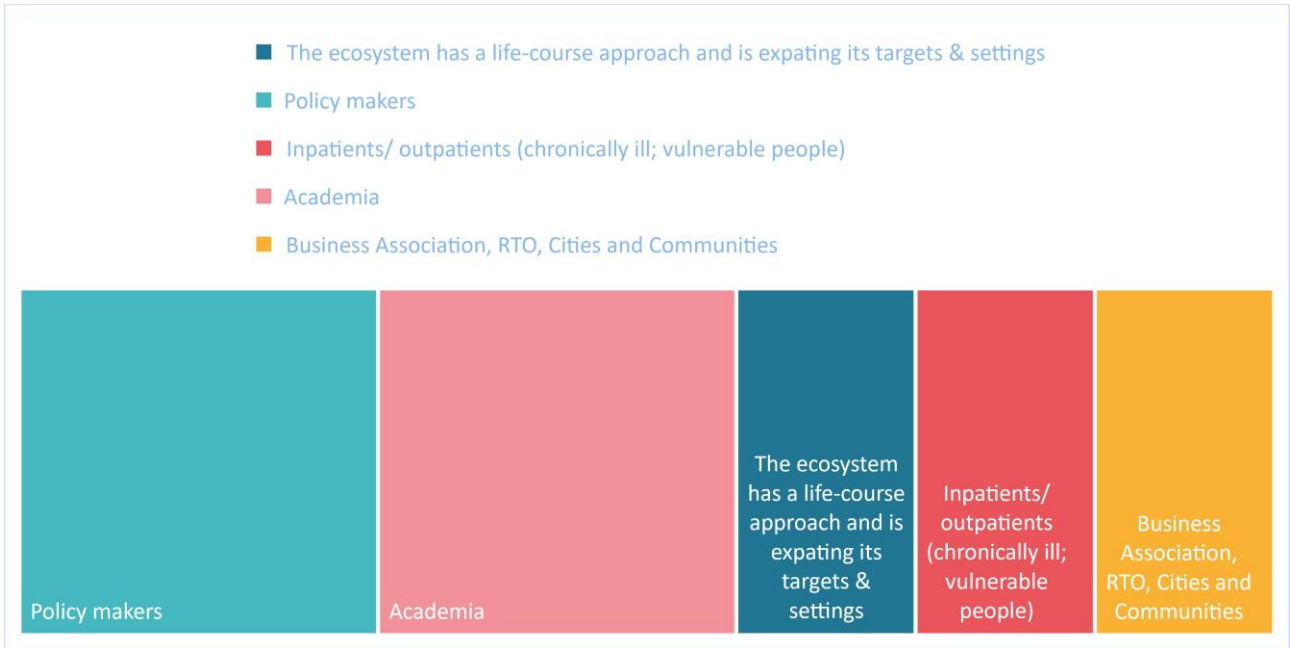 The ecosystem has a life-course approach and is expating its targets & settings
Policy makers
Inpatients/ outpatients (chronically ill; vulnerable people)
Academia
Business Association, RTO, Cities and Communities
Policy makers
Academia
The ecosystem
has a life-course
approach and is
expating its
targets &
settings
Inpatients/
outpatients
(chronically ill;
vulnerable
people)
Business
Association,
RTO, Cities and
Communities